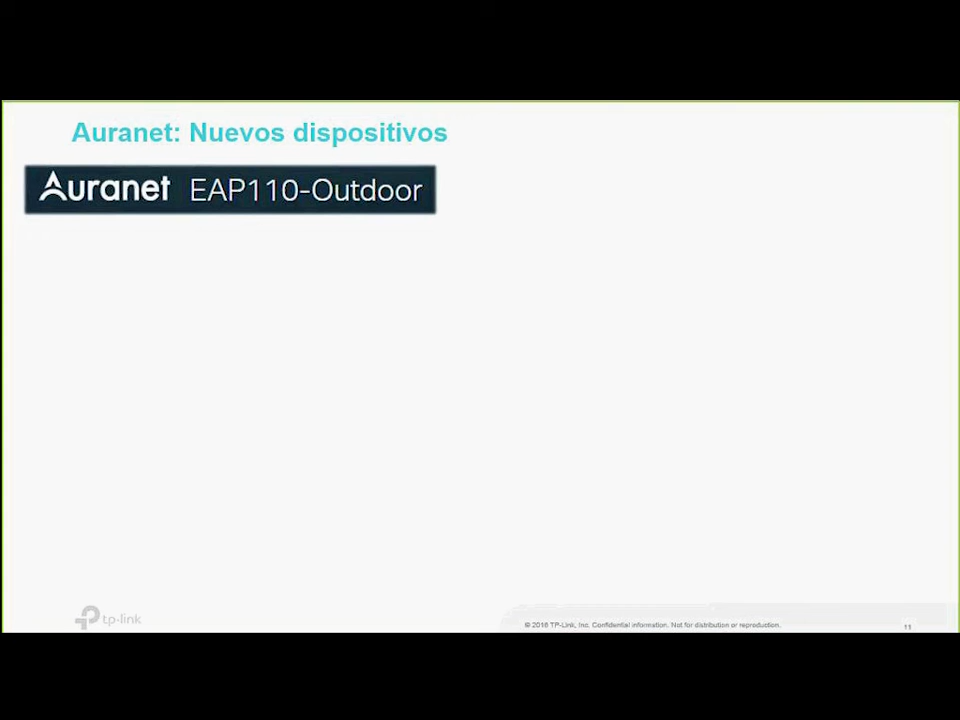 Auranet: Nuevos dispositivos
Auranet EAP110-Outdoor
tp-link
© 2016 TP-Link, Inc. Confidential information. Not for distribution or reproduction.
11